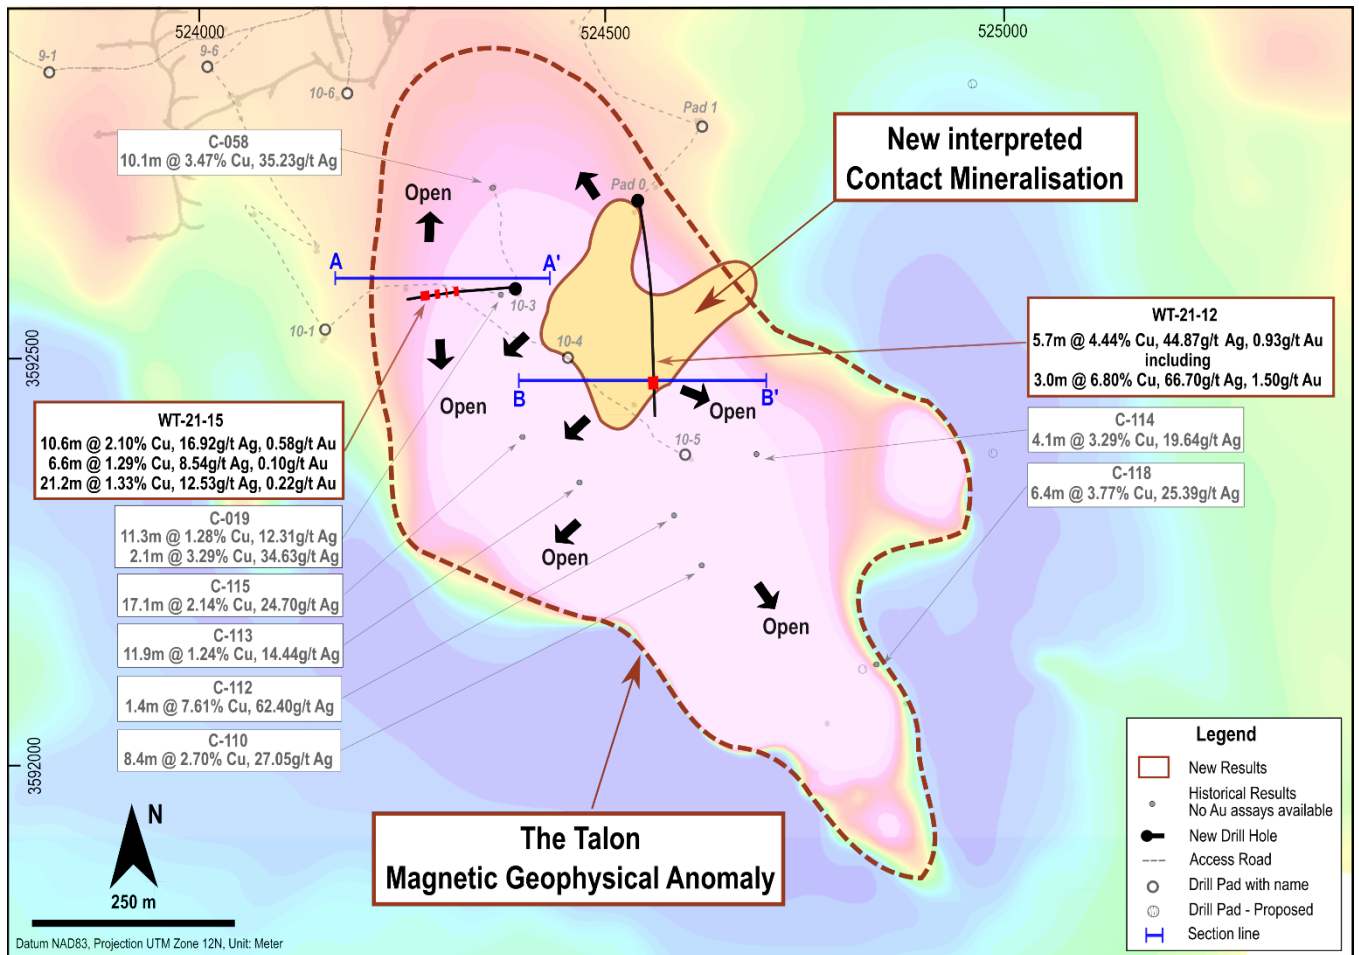 524000
524500
525000
9-1
9-6
10-6
Pad 1
C-058
10.1m @ 3.47% Cu, 35.23g/t Ag
New interpreted
Contact Mineralisation
Open
Pad 0
A
A'
10-3
10-1
10-4
3592500
WT-21-12
5.7m @ 4.44% Cu, 44.87g/t Ag, 0.93g/t Au
including
3.0m @ 6.80% Cu, 66.70g/t Ag, 1.50g/t Au
Open
B
B'
Open
WT-21-15
10.6m @ 2.10% Cu, 16.92g/t Ag, 0.58g/t Au
6.6m @ 1.29% Cu, 8.54g/t Ag, 0.10g/t Au
21.2m @ 1.33% Cu, 12.53g/t Ag, 0.22g/t Au
10-5
C-114
4.1m @ 3.29% Cu, 19.64g/t Ag
C-118
6.4m @ 3.77% Cu, 25.39g/t Ag
C-019
11.3m @ 1.28% Cu, 12.31g/t Ag
2.1m @ 3.29% Cu, 34.63g/t Ag
Open
C-115
17.1m @ 2.14% Cu, 24.70g/t Ag
Open
C-113
11.9m @ 1.24% Cu, 14.44g/t Ag
C-112
1.4m @ 7.61% Cu, 62.40g/t Ag
C-110
8.4m @ 2.70% Cu, 27.05g/t Ag
3592000
N
250 m
The Talon
Magnetic Geophysical Anomaly
Legend
New Results
Historical Results
No Au assays available
New Drill Hole
Access Road
Drill Pad with name
Drill Pad - Proposed
Section line
Datum NAD83, Projection UTM Zone 12N, Unit: Meter